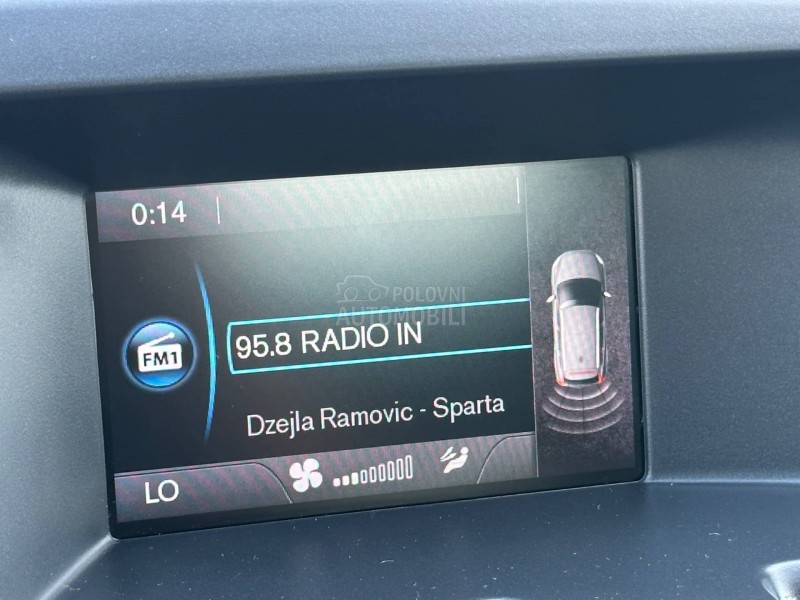 0:14
POLOVNI
AUTOMOBILI
FM1
95.8 RADIO IN
Dzejla Ramovic - Sparta
LO